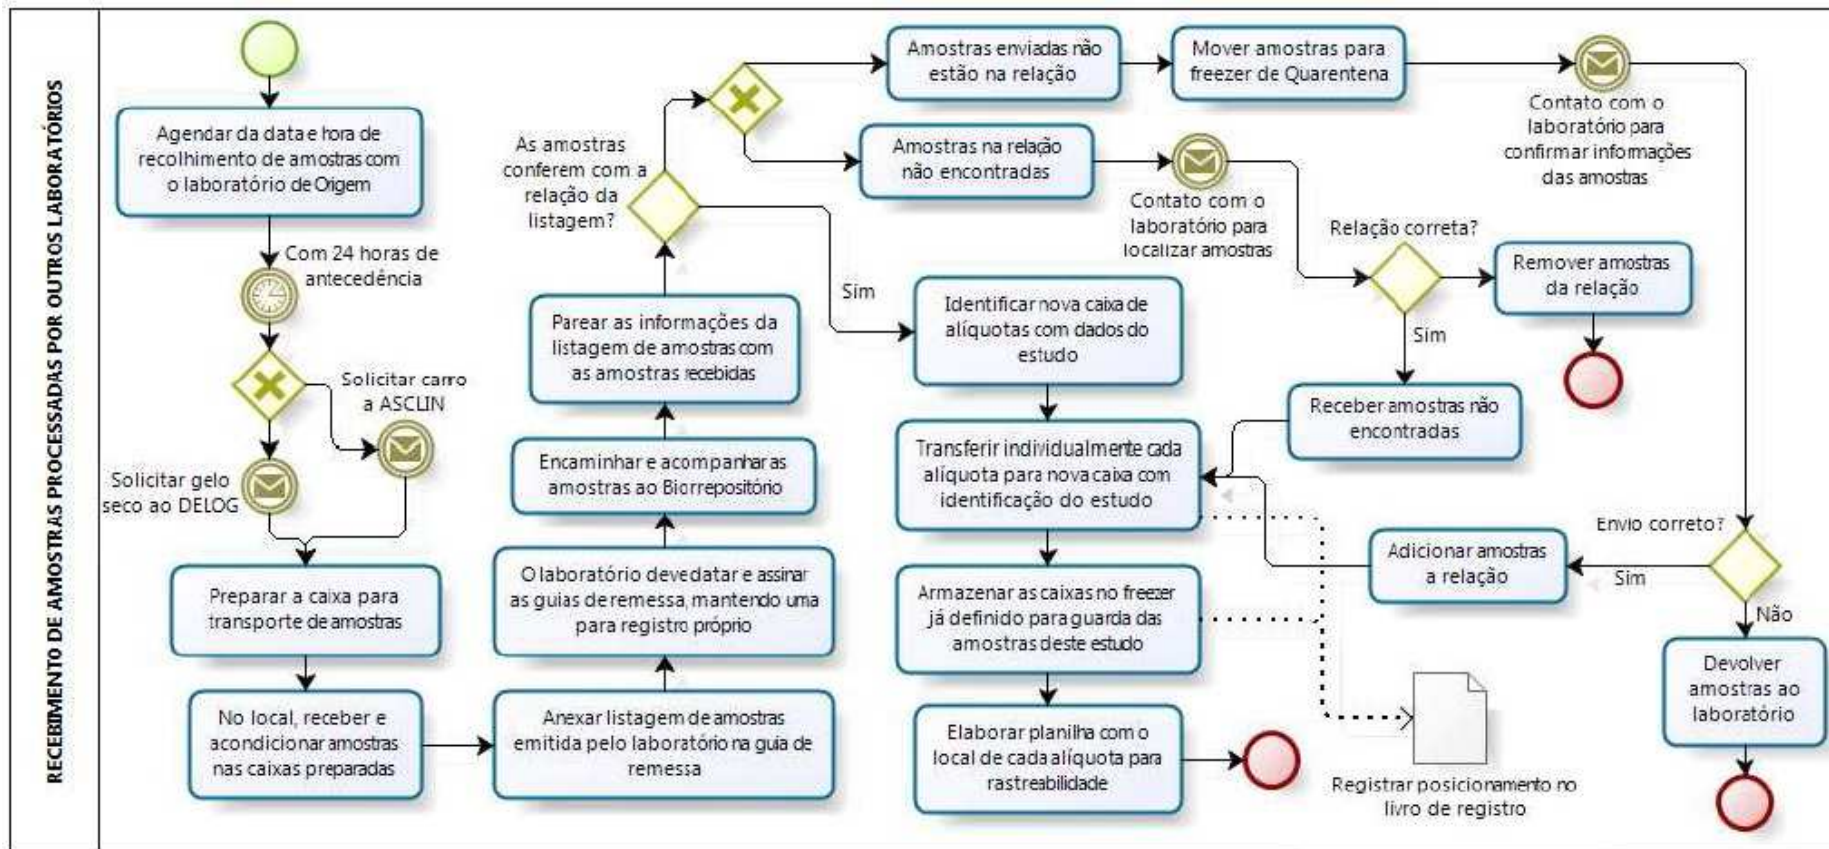 RECEBIMENTO DE AMOSTRAS PROCESSADAS POR OUTROS LABORATÓRIOS
Agendar da data e hora de
recolhimento de amostras com
o laboratório de Origem
Com 24 horas de
antecedência
Solicitar carro
a ASCLIN
Solicitar gelo
seco ao DELOG
Preparar a caixa para
transporte de amostras
No local, receber e
acondicionar amostras
nas caixas preparadas
Anexar listagem de amostras
emitida pelo laboratório na guia de
remessa
O laboratório deve datar e assinar
as guias de remessa, mantendo uma
para registro próprio
Encaminhar e acompanhar as
amostras ao Biorrepositório
Parear as informações da
listagem de amostras com
as amostras recebidas
As amostras
conferem com a
relação da
listagem?
Amostras enviadas não
estão na relação
Mover amostras para
freezer de Quarentena
Contato com o
laboratório para
confirmar informações
das amostras
Amostras na relação
não encontradas
Contato com o
laboratório para
localizar amostras
Relação correta?
Remover amostras
da relação
Sim
Receber amostras não
encontradas
Sim
Identificar nova caixa de
alíquotas com dados do
estudo
Transferir individualmente cada
alíquota para nova caixa com
identificação do estudo
Armazenar as caixas no freezer
já definido para guarda das
amostras deste estudo
Elaborar planilha com o
local de cada alíquota para
rastreabilidade
Envio correto?
Sim
Adicionar amostras
a relação
Não
Devolver
amostras ao
laboratório
Registrar posicionamento no
livro de registro